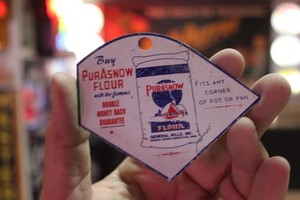 Buy
PURASNOW
FLOUR
with the famous
DOUBLE
MONEY BACK
GUARANTEE
PURASNOW
FLOUR
GENERAL MILLS, INC.
FITS ANY
CORNER
OF POT OR PAN